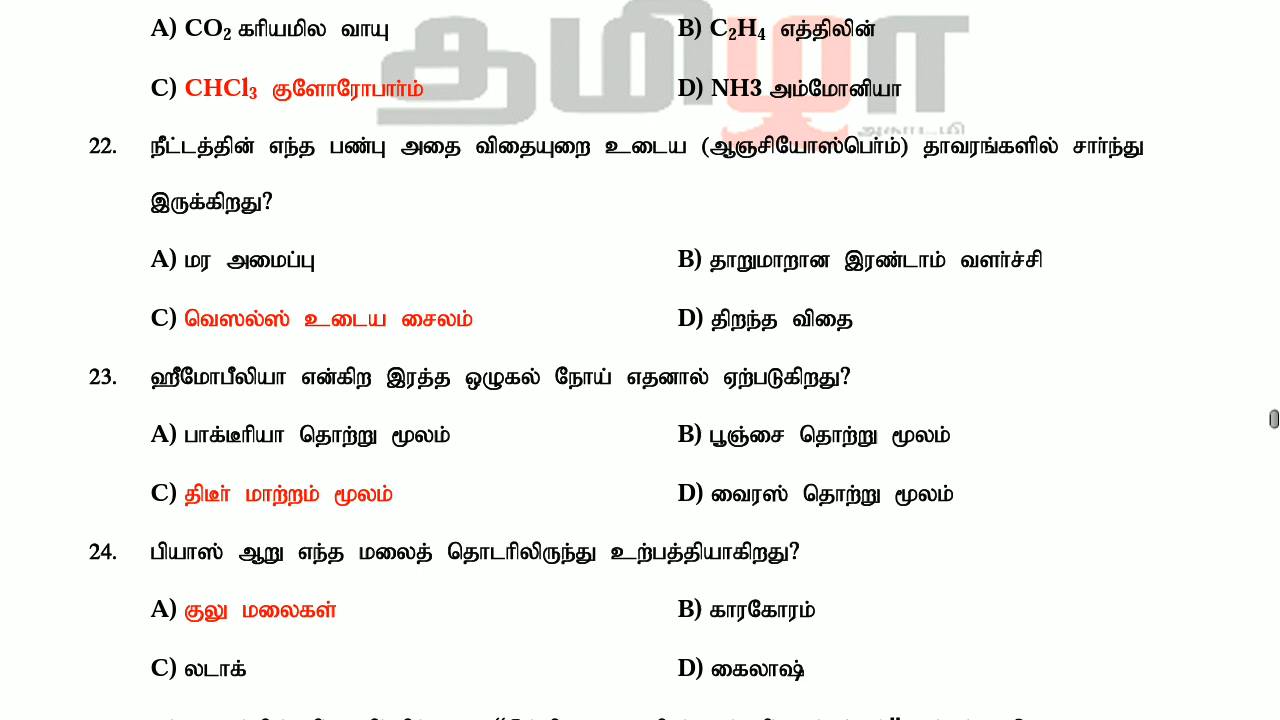 தமிழா
A) CO₂ கரியமில வாயு B) C₂H₄ எத்திலின்
C) CHCl₃ குளோரோபார்ம் D) NH3 அம்மோனியா
22. நீட்டத்தின் எந்த பண்பு அதை விதையுறை உடைய (ஆஞ்சியோஸ்பெர்ம்) தாவரங்களில் சார்ந்து
இருக்கிறது?
A) மர அமைப்பு B) தாறுமாறான இரண்டாம் வளர்ச்சி
C) வெஸல்ஸ் உடைய சைலம் D) திறந்த விதை
23. ஹீமோபீலியா என்கிற இரத்த ஒழுகல் நோய் எதனால் ஏற்படுகிறது?
A) பாக்டீரியா தொற்று மூலம் B) பூஞ்சை தொற்று மூலம்
C) திடீர் மாற்றம் மூலம் D) வைரஸ் தொற்று மூலம்
24. பியாஸ் ஆறு எந்த மலைத் தொடரிலிருந்து உற்பத்தியாகிறது?
A) குலு மலைகள் B) காரகோரம்
C) லடாக் D) கைலாஷ்